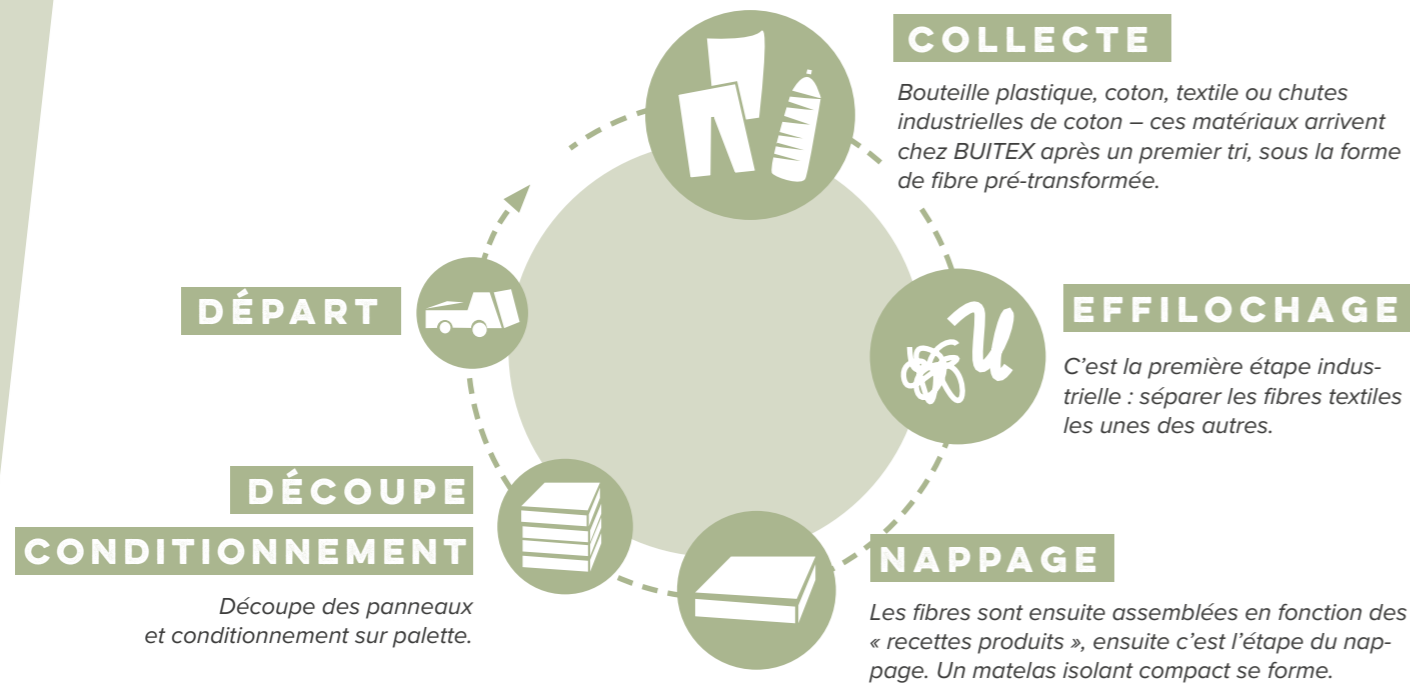 COLLECTE
Bouteille plastique, coton, textile ou chutes
industrielles de coton – ces matériaux arrivent
chez BUITEX après un premier tri, sous la forme
de fibre pré-transformée.
EFFILOCHAGE
C'est la première étape indus-
trielle : séparer les fibres textiles
les unes des autres.
NAPPAGE
Les fibres sont ensuite assemblées en fonction des
« recettes produits », ensuite c'est l'étape du nap-
page. Un matelas isolant compact se forme.
DÉCOUPE
CONDITIONNEMENT
Découpe des panneaux
et conditionnement sur palette.
DÉPART